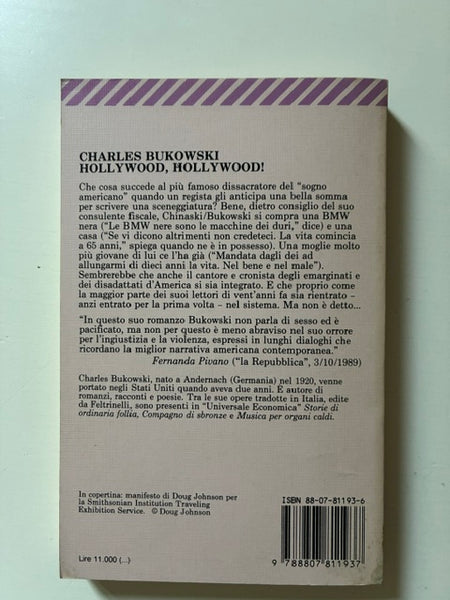 CHARLES BUKOWSKI
HOLLYWOOD, HOLLYWOOD!
Che cosa succede al più famoso dissacratore del "sogno
americano" quando un regista gli anticipa una bella somma
per scrivere una sceneggiatura? Bene, dietro consiglio del suo
consulente fiscale, Chinaski/Bukowski si compra una BMW
nera ("Le BMW nere sono le macchine dei duri," dice) e una
casa ("Se vi dicono altrimenti non credeteci. La vita comincia
a 65 anni," spiega quando ne è in possesso). Una moglie molto
più giovane di lui ce l'ha già ("Mandata dagli dei ad
allungarmi di dieci anni la vita. Nel bene e nel male").
Sembrerebbe che anche il cantore e cronista degli emarginati e
dei disadattati d'America si sia integrato. E che proprio come
la maggior parte dei suoi lettori di vent'anni fa sia rientrato -
anzi entrato per la prima volta - nel sistema. Ma non è detto...
"In questo suo romanzo Bukowski non parla di sesso ed è
pacificato, ma non per questo è meno abrasivo nel suo orrore
per l'ingiustizia e la violenza, espressi in lunghi dialoghi che
ricordano la miglior narrativa americana contemporanea."
Fernanda Pivano ("la Repubblica", 3/10/1989)
Charles Bukowski, nato a Andernach (Germania) nel 1920, venne
portato negli Stati Uniti quando aveva due anni. È autore di
romanzi, racconti e poesie. Tra le sue opere tradotte in Italia, edite
da Feltrinelli, sono presenti in "Universale Economica" Storie di
ordinaria follia, Compagno di sbronze e Musica per organi caldi.
In copertina: manifesto di Doug Johnson per
la Smithsonian Institution Traveling
Exhibition Service. © Doug Johnson
ISBN 88-07-81193-6
Lire 11.000 (...)
9 788807 811937